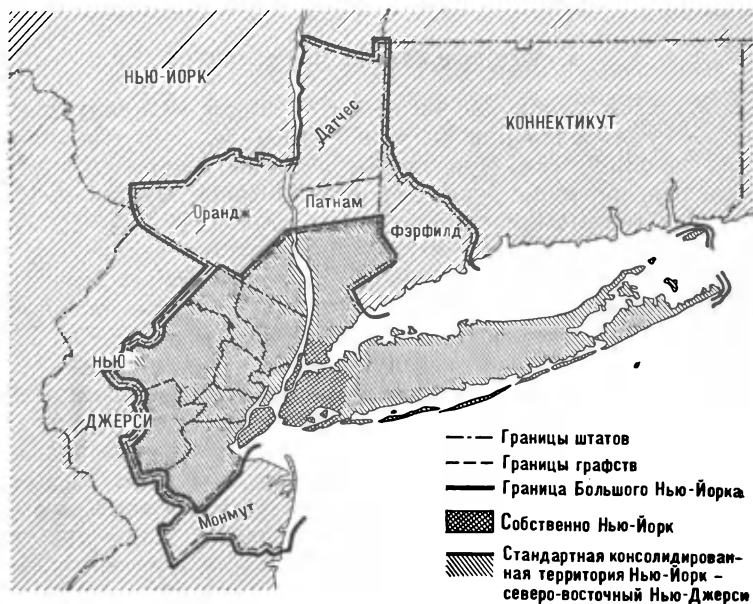 НЬЮ-ЙОРК
Датчес
КОННЕКТИКУТ
Орандж
Патнам
Фэрфилд
НЬЮ
ДЖЕРСИ
Монмут
Границы штатов
Границы графств
Граница Большого Нью-Йорка
Собственно Нью-Йорк
Стандартная консолидирован-
ная территория Нью-Йорк –
северо-восточный Нью-Джерси